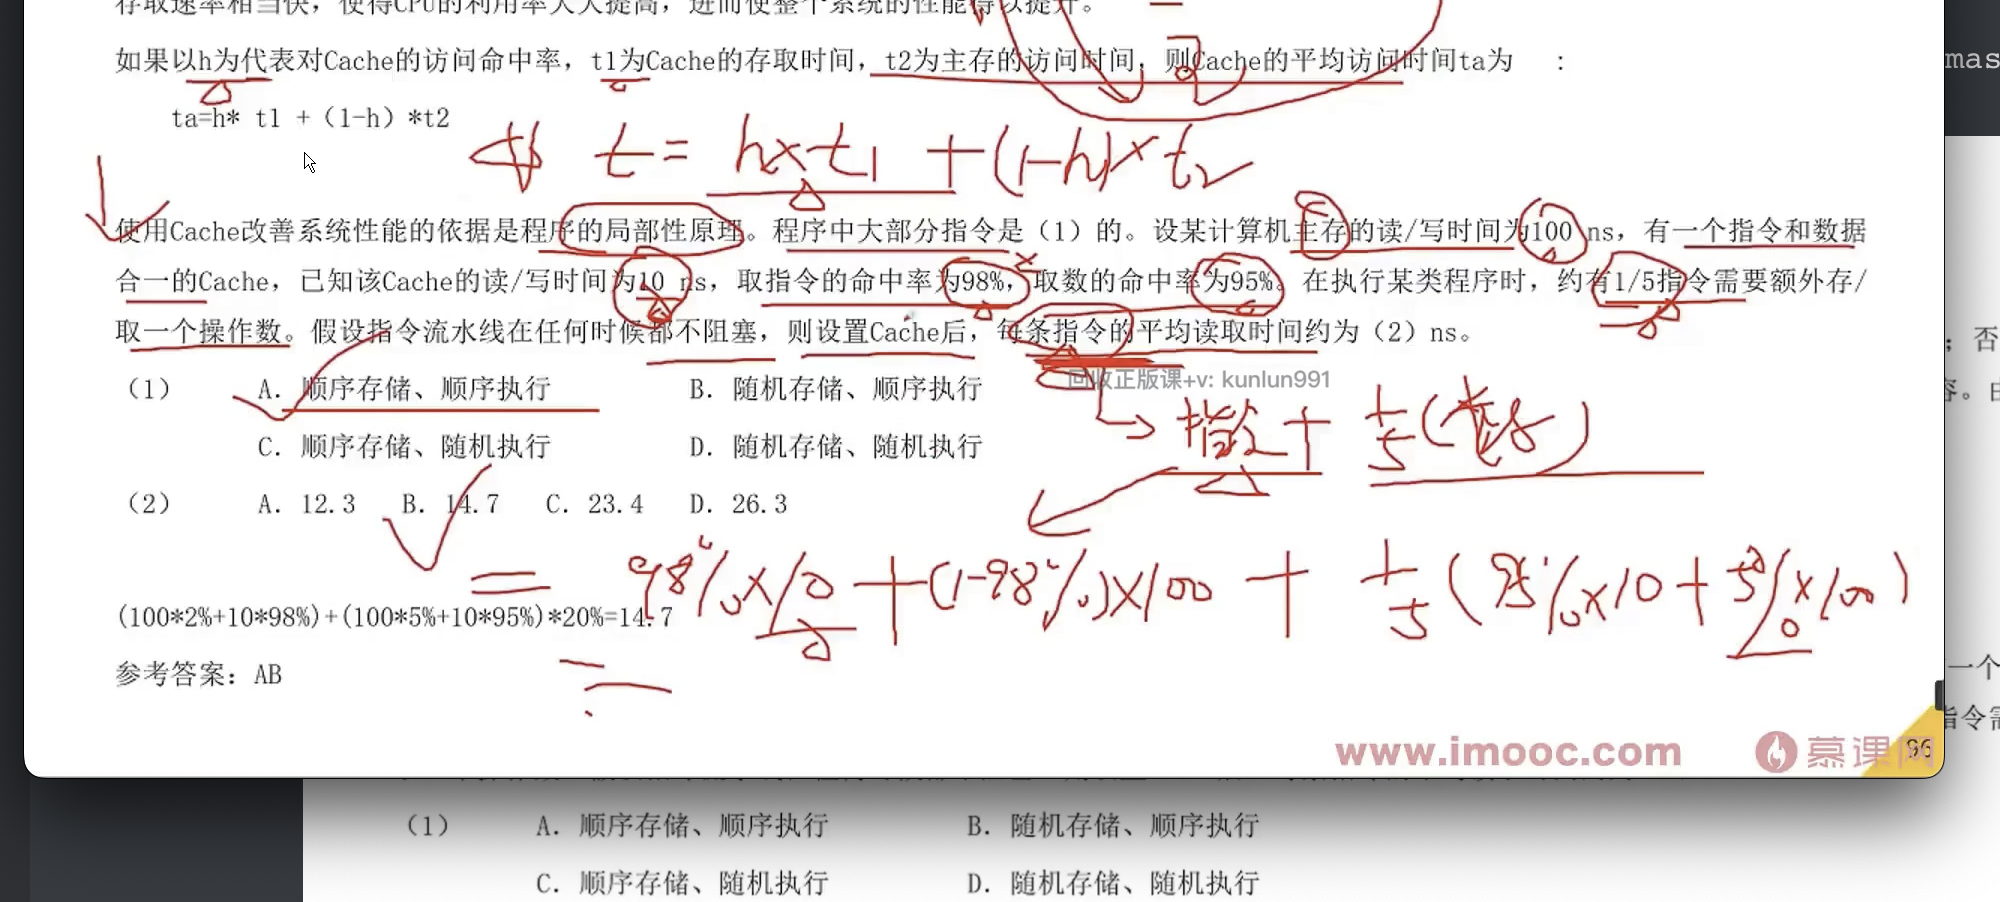 存取速率相当快，使得CPU的利用率大大提高，进而使整个系统的性能得以提升。
如果以h为代表对Cache的访问命中率，t1为Cache的存取时间，t2为主存的访问时间，则Cache的平均访问时间ta为 ：
ta=h* t1 +（1-h）*t2
t = h×t1 +(1-h)×t2
使用Cache改善系统性能的依据是程序的局部性原理。程序中大部分指令是（1）的。设某计算机主存的读/写时间为100 ns，有一个指令和数据
合一的Cache，已知该Cache的读/写时间为10 ns，取指令的命中率为98%，取数的命中率为95%。在执行某类程序时，约有1/5指令需要额外存/
取一个操作数。假设指令流水线在任何时候都不阻塞，则设置Cache后，每条指令的平均读取时间约为（2）ns。
回收正版课+v: kunlun991
（1） A. 顺序存储、顺序执行 B. 随机存储、顺序执行
指令+ 1/5(
C. 顺序存储、随机执行 D. 随机存储、随机执行
（2） A. 12.3 B. 14.7 C. 23.4 D. 26.3
= 98%×10+(1-98%)×100 + 1/5(95%×10+5%×100)
(100*2%+10*98%)+(100*5%+10*95%)*20%=14.7
参考答案：AB
www.imooc.com 慕课网
96
mas
；否
容。由
一个
指令需
（1） A. 顺序存储、顺序执行 B. 随机存储、顺序执行
C. 顺序存储、随机执行 D. 随机存储、随机执行